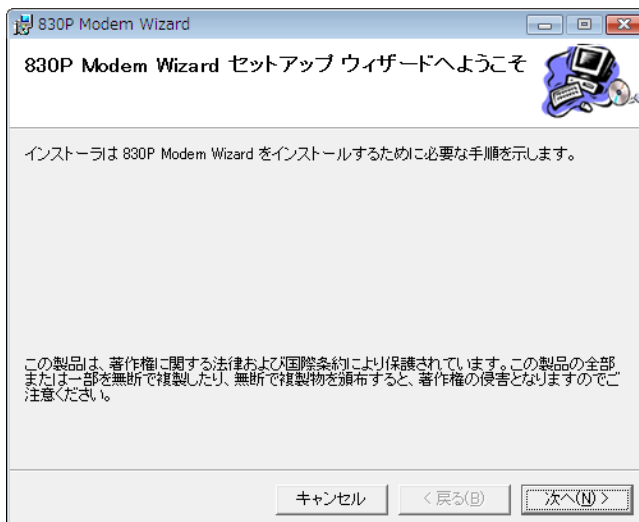 830P Modem Wizard
830P Modem Wizard セットアップ ウィザードへようこそ
インストーラは 830P Modem Wizard をインストールするために必要な手順を示します。
この製品は、著作権に関する法律および国際条約により保護されています。この製品の全部
または一部を無断で複製したり、無断で複製物を頒布すると、著作権の侵害となりますのでご
注意ください。
キャンセル
< 戻る(B)
次へ(N) >